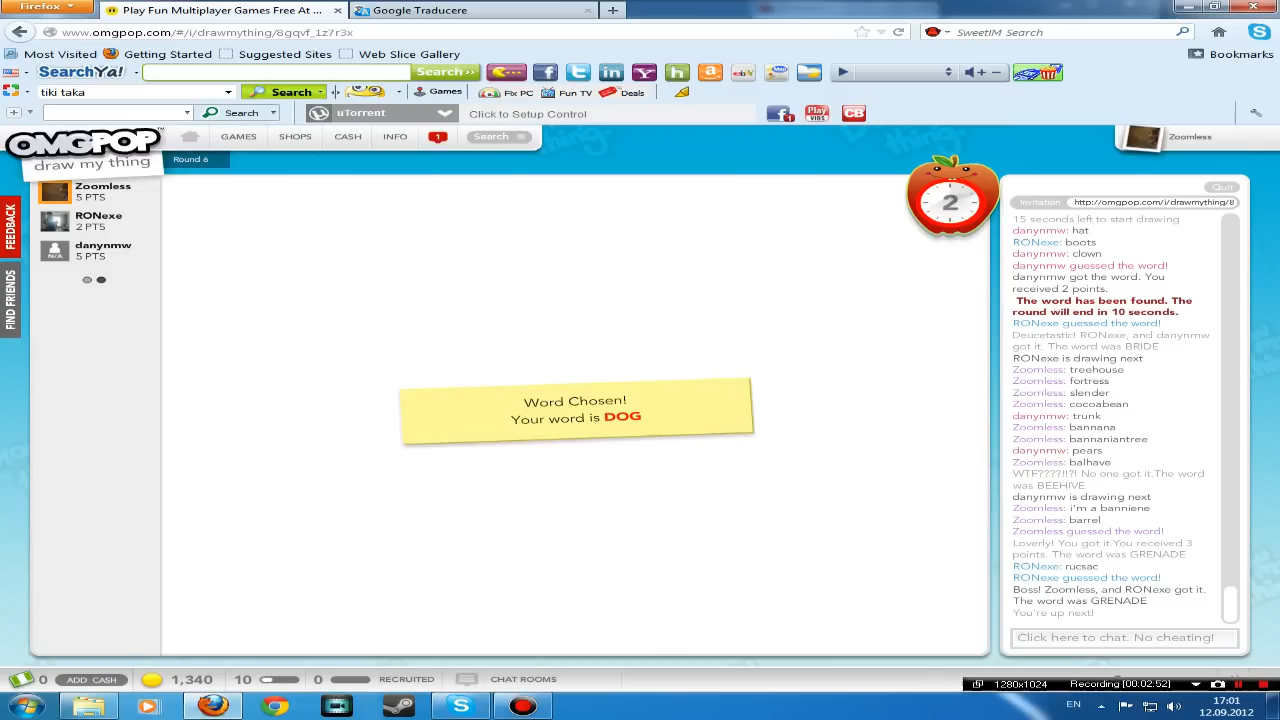 Firefox
Play Fun Multiplayer Games Free At ...
Google Traducere
www.omgpop.com/#/i/drawmything/8gqvf_1z7r3x
SweetIM Search
Most Visited
Getting Started
Suggested Sites
Web Slice Gallery
Bookmarks
SearchYa!
Search>>
tiki taka
Search
Games
Fix PC
Fun TV
Deals
Search
uTorrent
Click to Setup Control
1
Play
VIDS
CB
OMGPOP
draw my thing
GAMES
SHOPS
CASH
INFO
1
Search
Zoomless
Round 6
FEEDBACK
FIND FRIENDS
Zoomless
5 PTS
RONexe
2 PTS
N/A
danynmw
5 PTS
2
Word Chosen!
Your word is DOG
Quit
Invitation
http://omgpop.com/i/drawmything/8
15 seconds left to start drawing
danynmw: hat
RONexe: boots
danynmw: clown
danynmw guessed the word!
danynmw got the word. You
received 2 points.
The word has been found. The
round will end in 10 seconds.
RONexe guessed the word!
Deucetastic! RONexe, and danynmw
got it. The word was BRIDE
RONexe is drawing next
Zoomless: treehouse
Zoomless: fortress
Zoomless: slender
Zoomless: cocoabean
danynmw: trunk
Zoomless: bannana
Zoomless: bannaniantree
danynmw: pears
Zoomless: balhave
WTF????!!?! No one got it.The word
was BEEHIVE
danynmw is drawing next
Zoomless: i'm a banniene
Zoomless: barrel
Zoomless guessed the word!
Loverly! You got it.You received 3
points. The word was GRENADE
RONexe: rucsac
RONexe guessed the word!
Boss! Zoomless, and RONexe got it.
The word was GRENADE
You're up next!
Click here to chat. No cheating!
0
ADD CASH
1,340
10
0
RECRUITED
CHAT ROOMS
1280x1024
Recording [00:02:52]
EN
17:01
12.09.2012